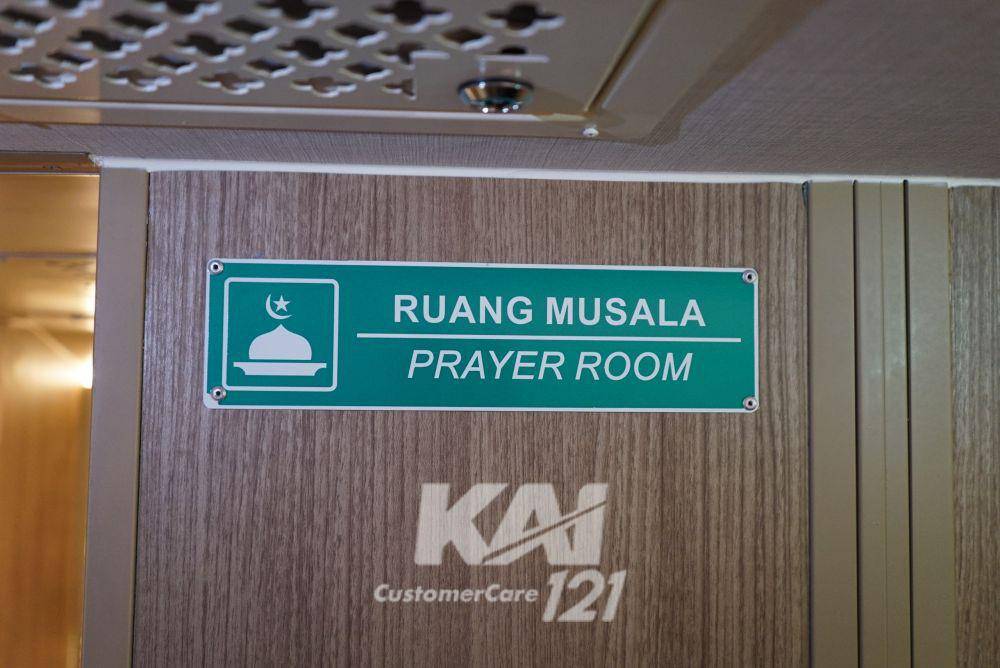 RUANG MUSALA
PRAYER ROOM
KAI
CustomerCare 121